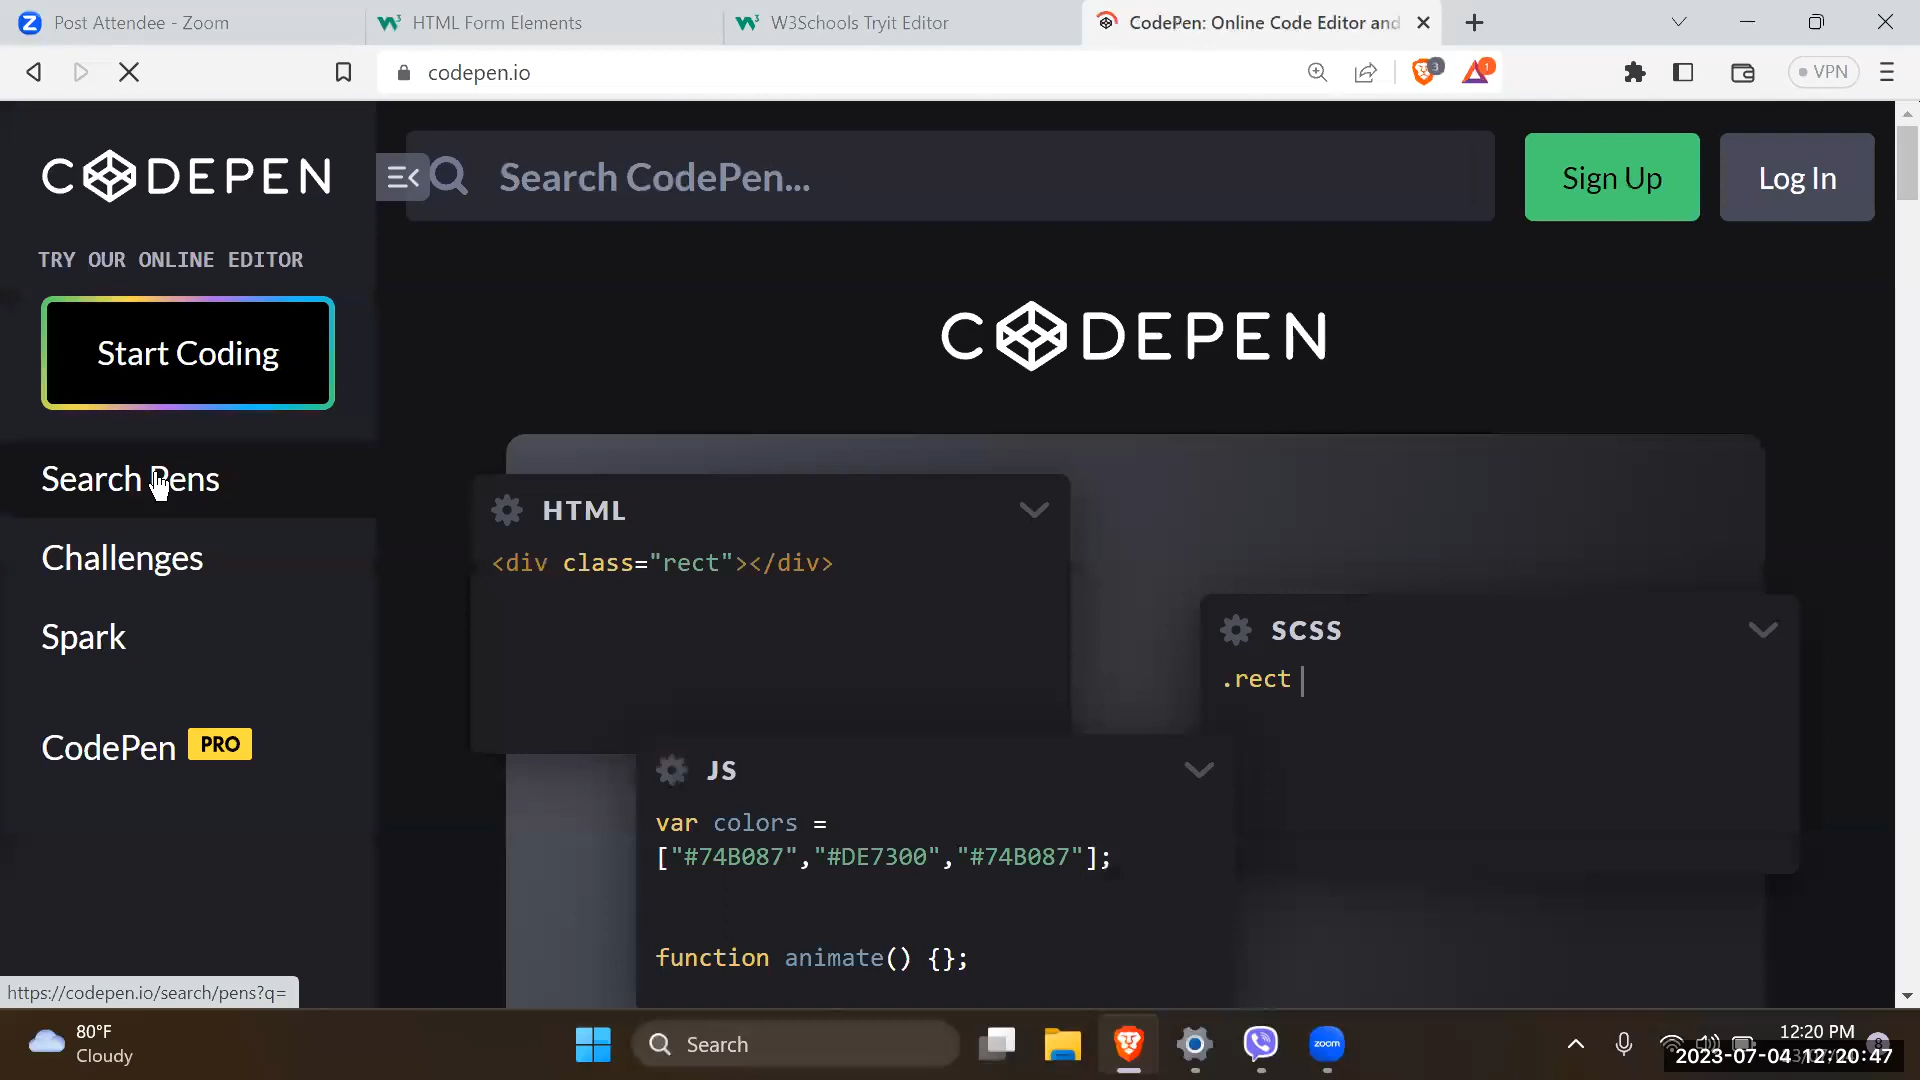 Post Attendee - Zoom
HTML Form Elements
W3Schools Tryit Editor
CodePen: Online Code Editor and
codepen.io
3
1
VPN
CODEPEN
Search CodePen...
Sign Up
Log In
TRY OUR ONLINE EDITOR
Start Coding
CODEPEN
Search Pens
Challenges
Spark
CodePen PRO
HTML
<div class="rect"></div>
SCSS
.rect
JS
var colors =
["#74B087","#DE7300","#74B087"];
function animate() {};
https://codepen.io/search/pens?q=
80°F
Cloudy
Search
zoom
12:20 PM
2023-07-04 12:20:47